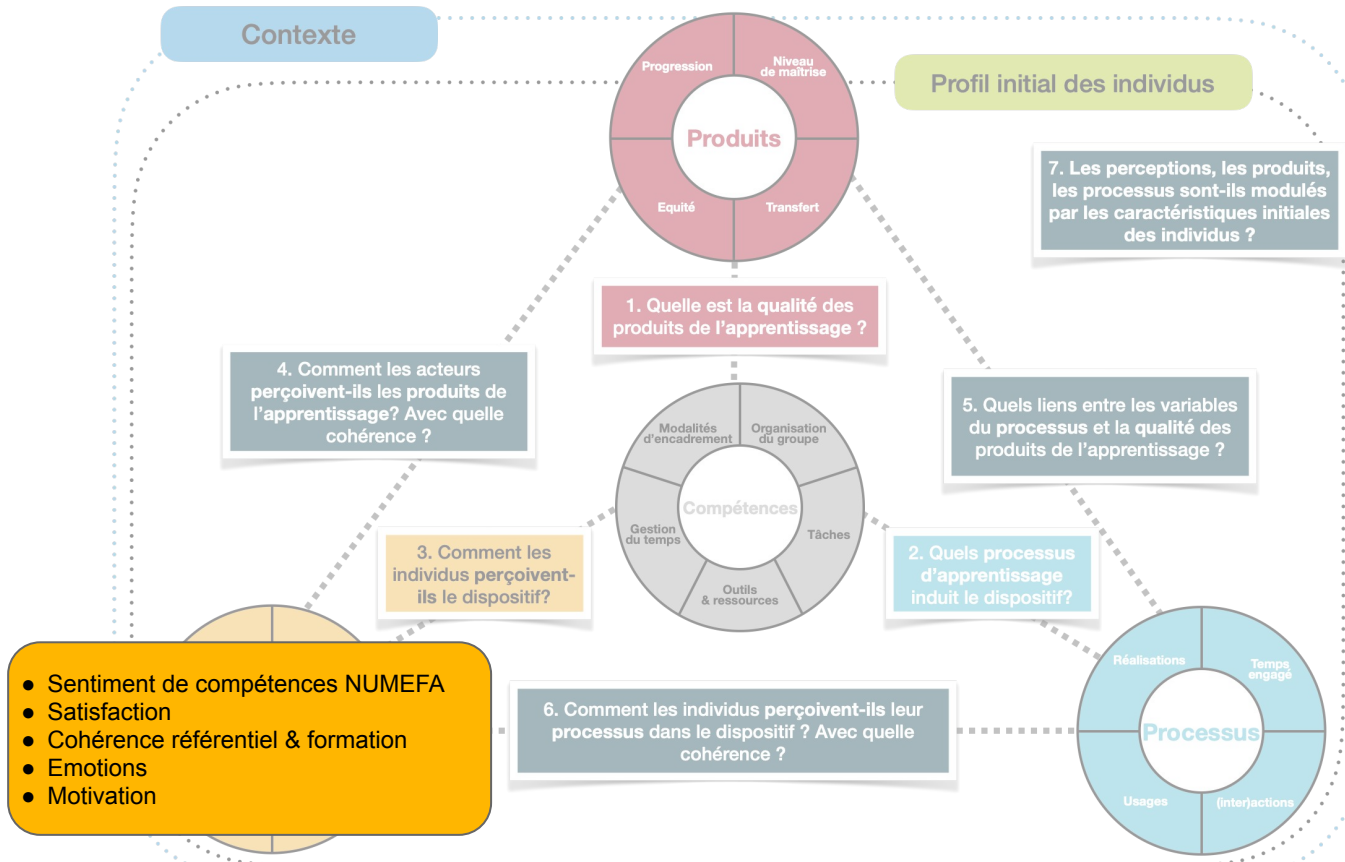 Contexte
Profil initial des individus
Progression
Niveau
de maîtrise
Produits
Equité
Transfert
7. Les perceptions, les produits,
les processus sont-ils modulés
par les caractéristiques initiales
des individus ?
1. Quelle est la qualité des
produits de l'apprentissage ?
4. Comment les acteurs
perçoivent-ils les produits de
l'apprentissage? Avec quelle
cohérence ?
5. Quels liens entre les variables
du processus et la qualité des
produits de l'apprentissage ?
Modalités
d'encadrement
Organisation
du groupe
Compétences
Gestion
du temps
Tâches
Outils
& ressources
3. Comment les
individus perçoivent-
ils le dispositif?
2. Quels processus
d'apprentissage
induit le dispositif?
● Sentiment de compétences NUMEFA
● Satisfaction
● Cohérence référentiel & formation
● Emotions
● Motivation
6. Comment les individus perçoivent-ils leur
processus dans le dispositif ? Avec quelle
cohérence ?
Réalisations
Temps
engagé
Processus
Usages
(inter)actions